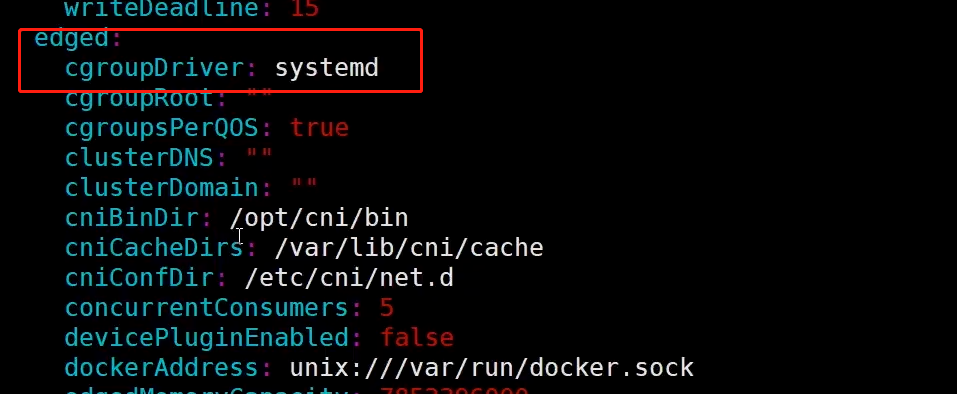 writeDeadline: 15
edged:
cgroupDriver: systemd
cgroupRoot: ""
cgroupsPerQOS: true
clusterDNS: ""
clusterDomain: ""
cniBinDir: /opt/cni/bin
cniCacheDirs: /var/lib/cni/cache
cniConfDir: /etc/cni/net.d
concurrentConsumers: 5
devicePluginEnabled: false
dockerAddress: unix:///var/run/docker.sock
edgedMemoryCapacity: